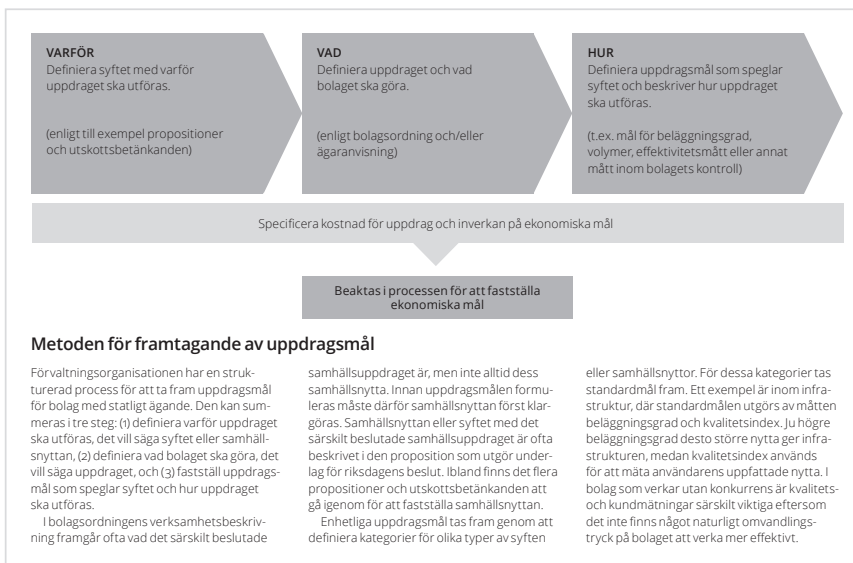 VARFÖR
Definiera syftet med varför
uppdraget ska utföras.
(enligt till exempel propositioner
och utskottsbetänkanden)
VAD
Definiera uppdraget och vad
bolaget ska göra.
(enligt bolagsordning och/eller
ägaranvisning)
HUR
Definiera uppdragsmål som speglar
syftet och beskriver hur uppdraget
ska utföras.
(t.ex. mål för beläggningsgrad,
volymer, effektivitetsmått eller annat
mått inom bolagets kontroll)
Specificera kostnad för uppdrag och inverkan på ekonomiska mål
Beaktas i processen för att fastställa
ekonomiska mål
Metoden för framtagande av uppdragsmål
Förvaltningsorganisationen har en struk-
turerad process för att ta fram uppdragsmål
för bolag med statligt ägande. Den kan sum-
meras i tre steg: (1) definiera varför uppdraget
ska utföras, det vill säga syftet eller samhäll-
snyttan, (2) definera vad bolaget ska göra, det
vill säga uppdraget, och (3) fastställ uppdrags-
mål som speglar syftet och hur uppdraget
ska utföras.
I bolagsordningens verksamhetsbeskriv-
ning framgår ofta vad det särskilt beslutade
samhällsuppdraget är, men inte alltid dess
samhällsnytta. Innan uppdragsmålen formu-
leras måste därför samhällsnyttan först klar-
göras. Samhällsnyttan eller syftet med det
särskilt beslutade samhällsuppdraget är ofta
beskrivet i den proposition som utgör under-
lag för riksdagens beslut. Ibland finns det flera
propositioner och utskottsbetänkanden att
gå igenom för att fastställa samhällsnyttan.
Enhetliga uppdragsmål tas fram genom att
definiera kategorier för olika typer av syften
eller samhällsnyttor. För dessa kategorier tas
standardmål fram. Ett exempel är inom infra-
struktur, där standardmålen utgörs av måtten
beläggningsgrad och kvalitetsindex. Ju högre
beläggningsgrad desto större nytta ger infra-
strukturen, medan kvalitetsindex används
för att mäta användarens uppfattade nytta. I
bolag som verkar utan konkurrens är kvalitets-
och kundmätningar särskilt viktiga eftersom
det inte finns något naturligt omvandlings-
tryck på bolaget att verka mer effektivt.